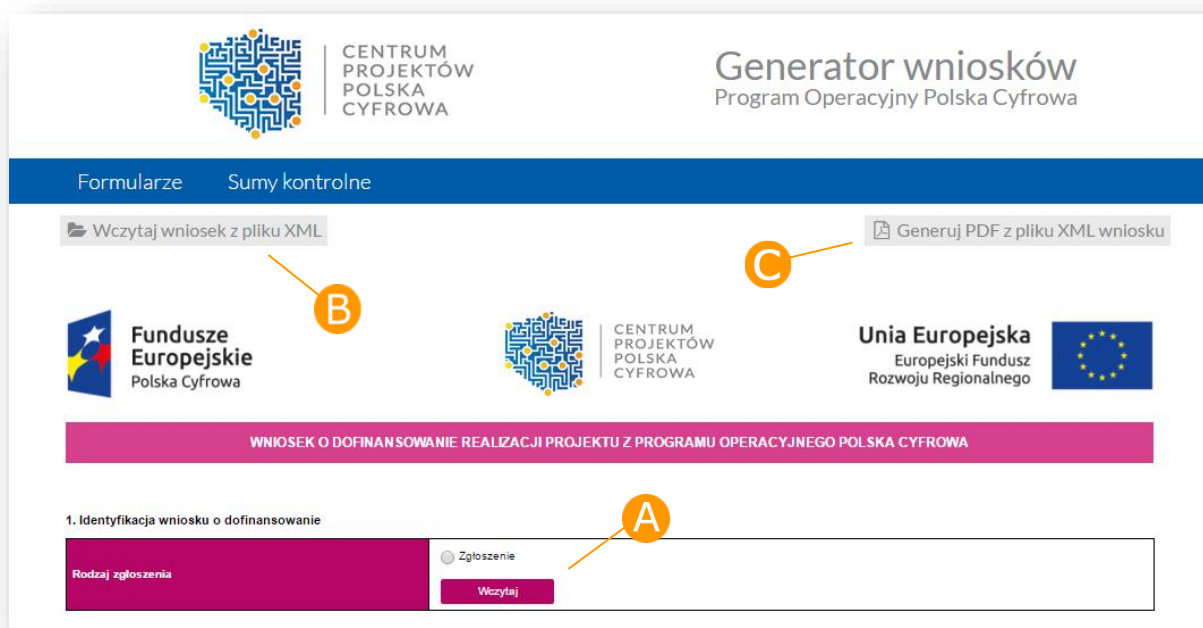 CENTRUM
PROJEKTÓW
POLSKA
CYFROWA
Generator wniosków
Program Operacyjny Polska Cyfrowa
Formularze Sumy kontrolne
Wczytaj wniosek z pliku XML
Generuj PDF z pliku XML wniosku
C
B
Fundusze
Europejskie
Polska Cyfrowa
CENTRUM
PROJEKTÓW
POLSKA
CYFROWA
Unia Europejska
Europejski Fundusz
Rozwoju Regionalnego
WNIOSEK O DOFINANSOWANIE REALIZACJI PROJEKTU Z PROGRAMU OPERACYJNEGO POLSKA CYFROWA
1. Identyfikacja wniosku o dofinansowanie
A
Rodzaj zgłoszenia
Zgłoszenie
Wczytaj